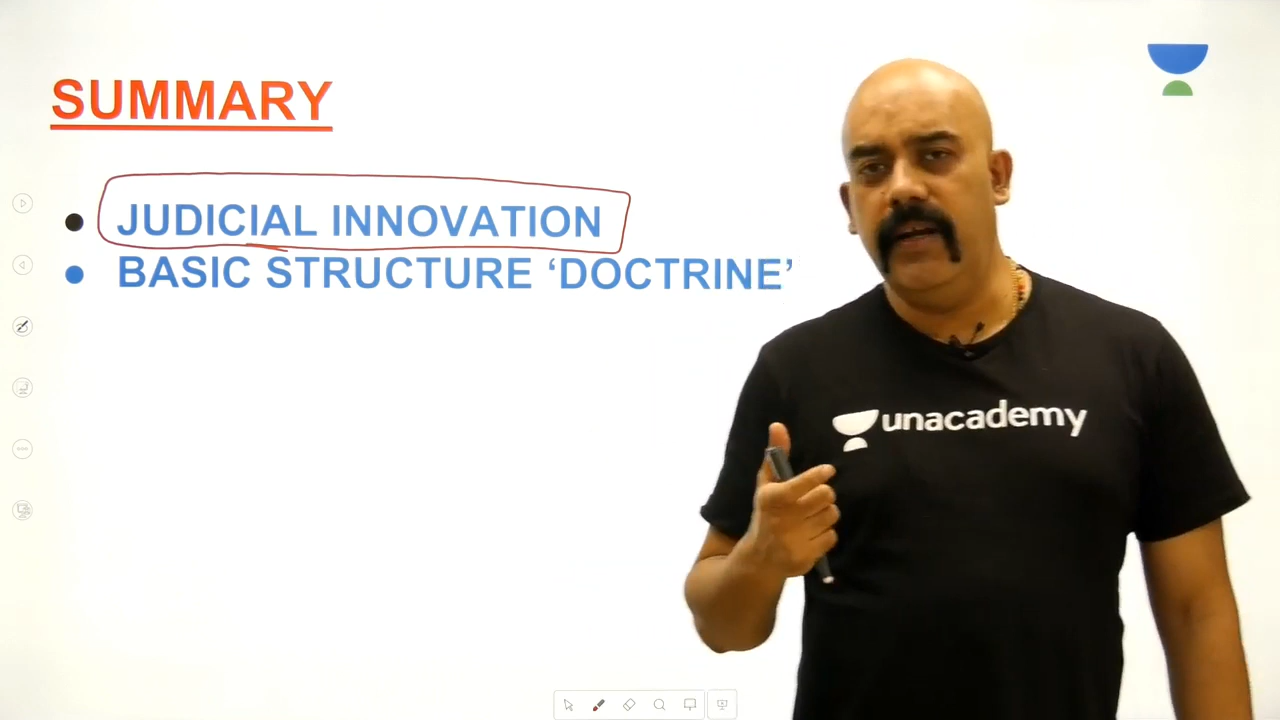 SUMMARY
JUDICIAL INNOVATION
BASIC STRUCTURE ‘DOCTRINE’
unacademy